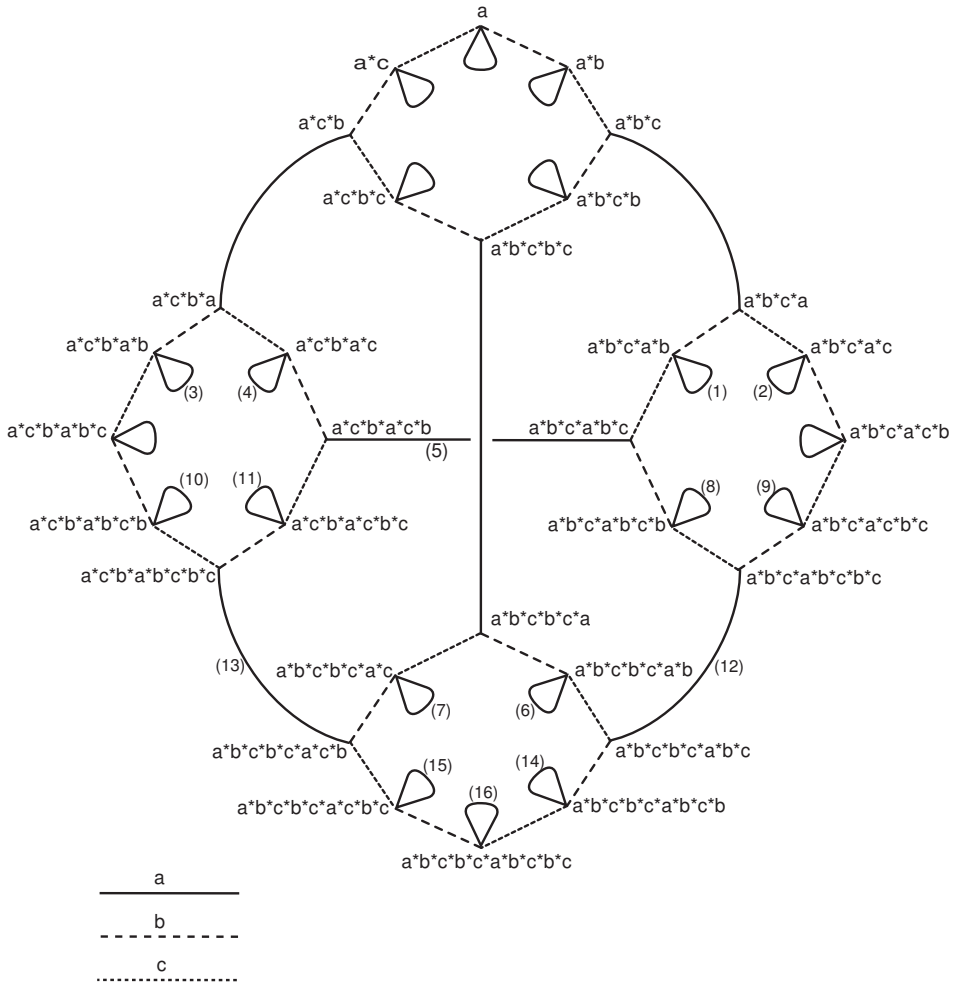 a
a*c
a*b
a*c*b
a*b*c
a*c*b*c
a*b*c*b
a*b*c*b*c
a*c*b*a
a*b*c*a
a*c*b*a*b
a*c*b*a*c
a*b*c*a*b
a*b*c*a*c
(3)
(4)
(1)
(2)
a*c*b*a*b*c
a*c*b*a*c*b
a*b*c*a*b*c
a*b*c*a*c*b
(5)
(10)
(11)
(8)
(9)
a*c*b*a*b*c*b
a*c*b*a*c*b*c
a*b*c*a*b*c*b
a*b*c*a*c*b*c
a*c*b*a*b*c*b*c
a*b*c*a*b*c*b*c
a*b*c*b*c*a
(13)
a*b*c*b*c*a*c
a*b*c*b*c*a*b
(12)
(7)
(6)
a*b*c*b*c*a*c*b
a*b*c*b*c*a*b*c
(15)
(14)
(16)
a*b*c*b*c*a*c*b*c
a*b*c*b*c*a*b*c*b
a*b*c*b*c*a*b*c*b*c
a
b
c